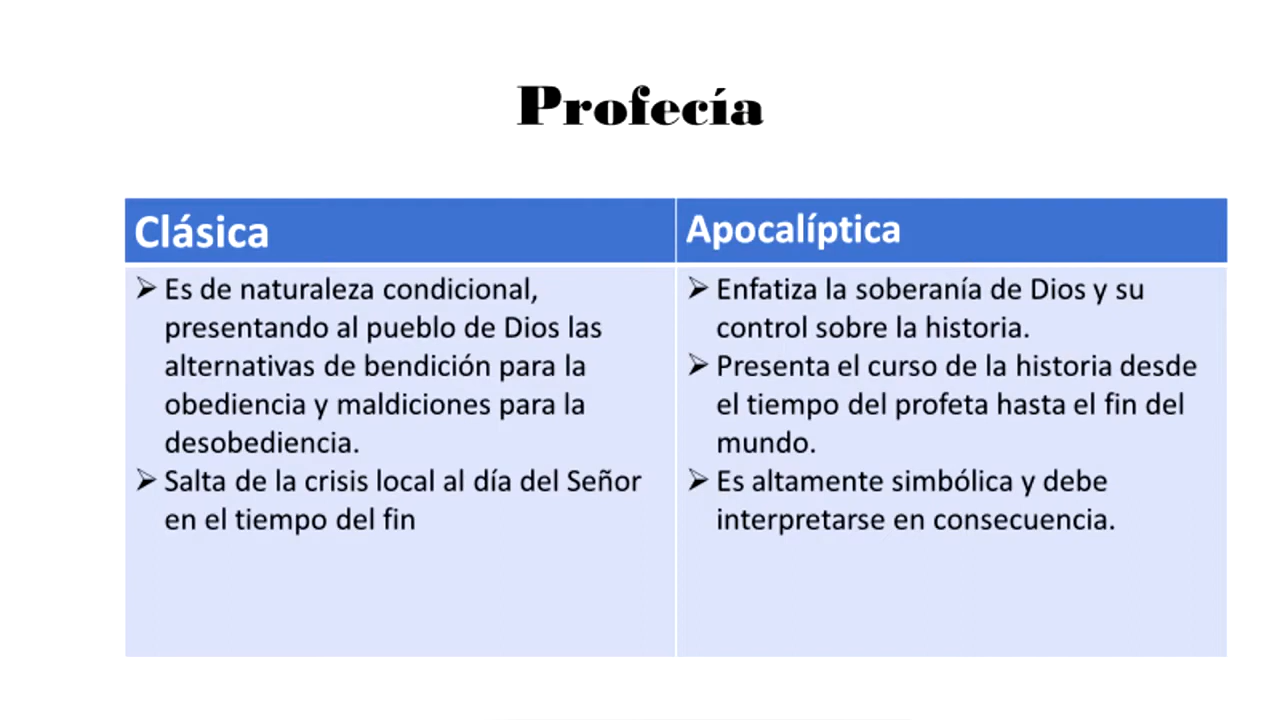 Profecía
Clásica
Apocalíptica
➢ Es de naturaleza condicional,
presentando al pueblo de Dios las
alternativas de bendición para la
obediencia y maldiciones para la
desobediencia.
➢ Salta de la crisis local al día del Señor
en el tiempo del fin
➢ Enfatiza la soberanía de Dios y su
control sobre la historia.
➢ Presenta el curso de la historia desde
el tiempo del profeta hasta el fin del
mundo.
➢ Es altamente simbólica y debe
interpretarse en consecuencia.